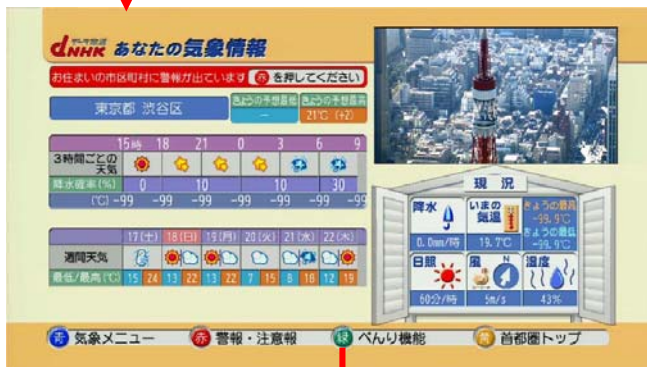 dNHK あなたの気象情報
お住まいの市区町村に警報が出ています 赤 を押してください
東京都 渋谷区
きょうの予想最低 きょうの予想最高
－ 21℃ (+2)
15時 18 21 0 3 6 9
3時間ごとの天気
降水確率(%) 0 10 10 30
(℃) -99 -99 -99 -99 -99 -99 -99
17(土) 18(日) 19(月) 20(火) 21(水) 22(木)
週間天気
最低/最高(℃) 15 24 13 22 13 22 7 15 8 16 12 19
現況
降水 いまの気温 きょうの最高
-99.9℃
きょうの最低
-99.9℃
0.0mm/時 19.7℃
日照 風 N 湿度
60分/時 5m/s 43%
青 気象メニュー 赤 警報・注意報 緑 べんり機能 黄 首都圏トップ